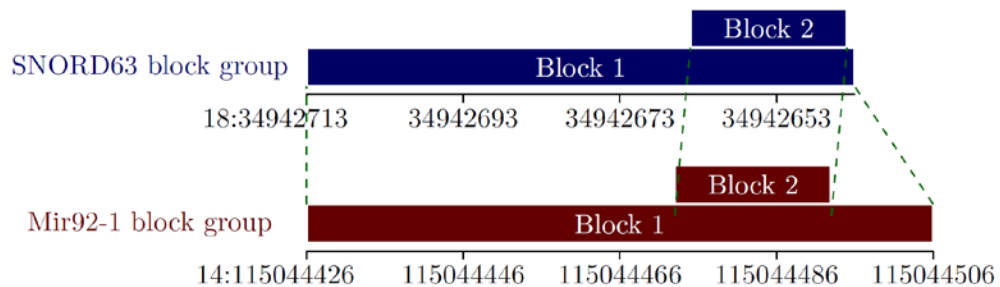 Block 2
SNORD63 block group Block 1
18:34942713 34942693 34942673 34942653
Block 2
Mir92-1 block group Block 1
14:115044426 115044446 115044466 115044486 115044506